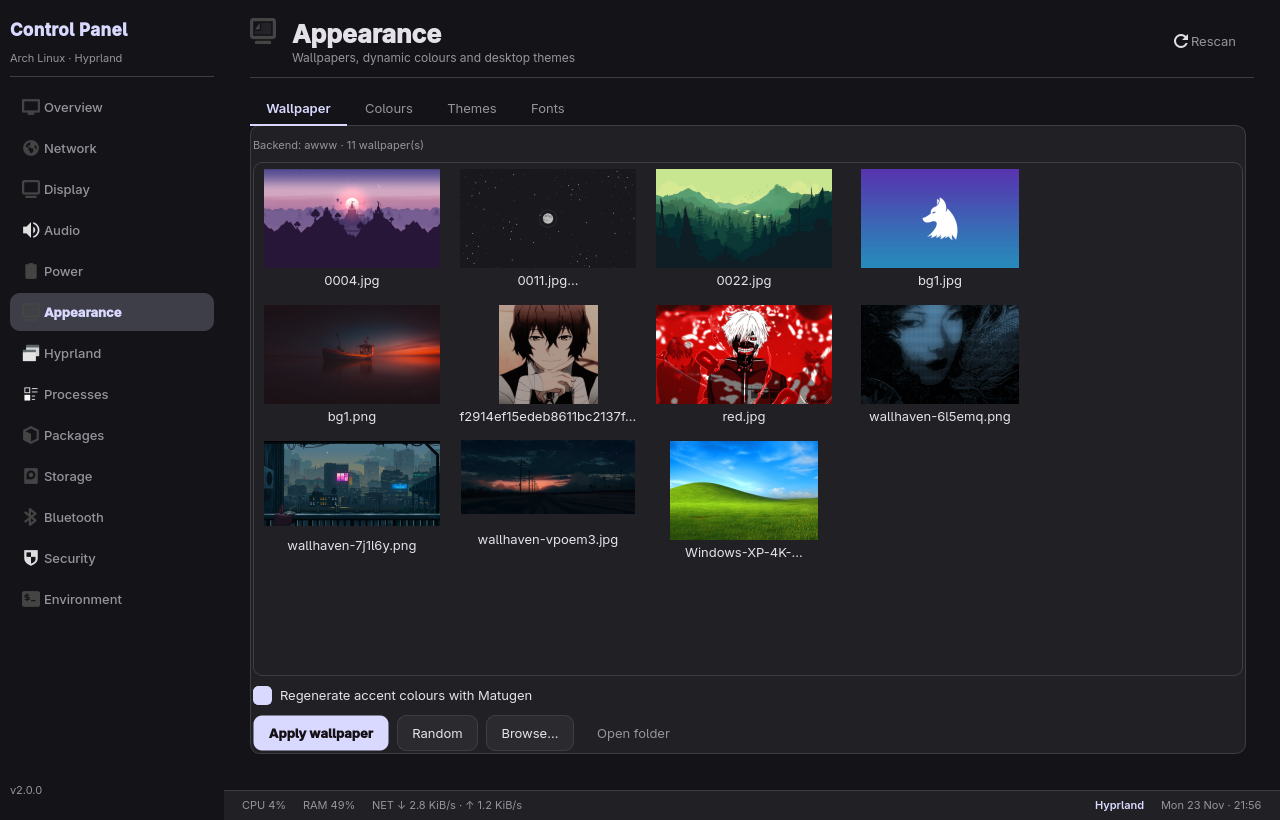 Control Panel
Arch Linux · Hyprland
Overview
Network
Display
Audio
Power
Appearance
Hyprland
Processes
Packages
Storage
Bluetooth
Security
Environment
v2.0.0
Appearance
Wallpapers, dynamic colours and desktop themes
Rescan
Wallpaper Colours Themes Fonts
Backend: awww · 11 wallpaper(s)
0004.jpg 0011.jpg... 0022.jpg bg1.jpg
bg1.png f2914ef15edeb8611bc2137f... red.jpg wallhaven-6l5emq.png
wallhaven-7j1l6y.png wallhaven-vpoem3.jpg Windows-XP-4K-...
Regenerate accent colours with Matugen
Apply wallpaper Random Browse... Open folder
CPU 4% RAM 49% NET ↓ 2.8 KiB/s · ↑ 1.2 KiB/s Hyprland Mon 23 Nov · 21:56